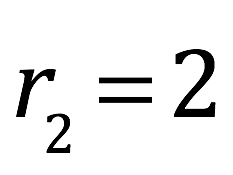 r₂ = 2